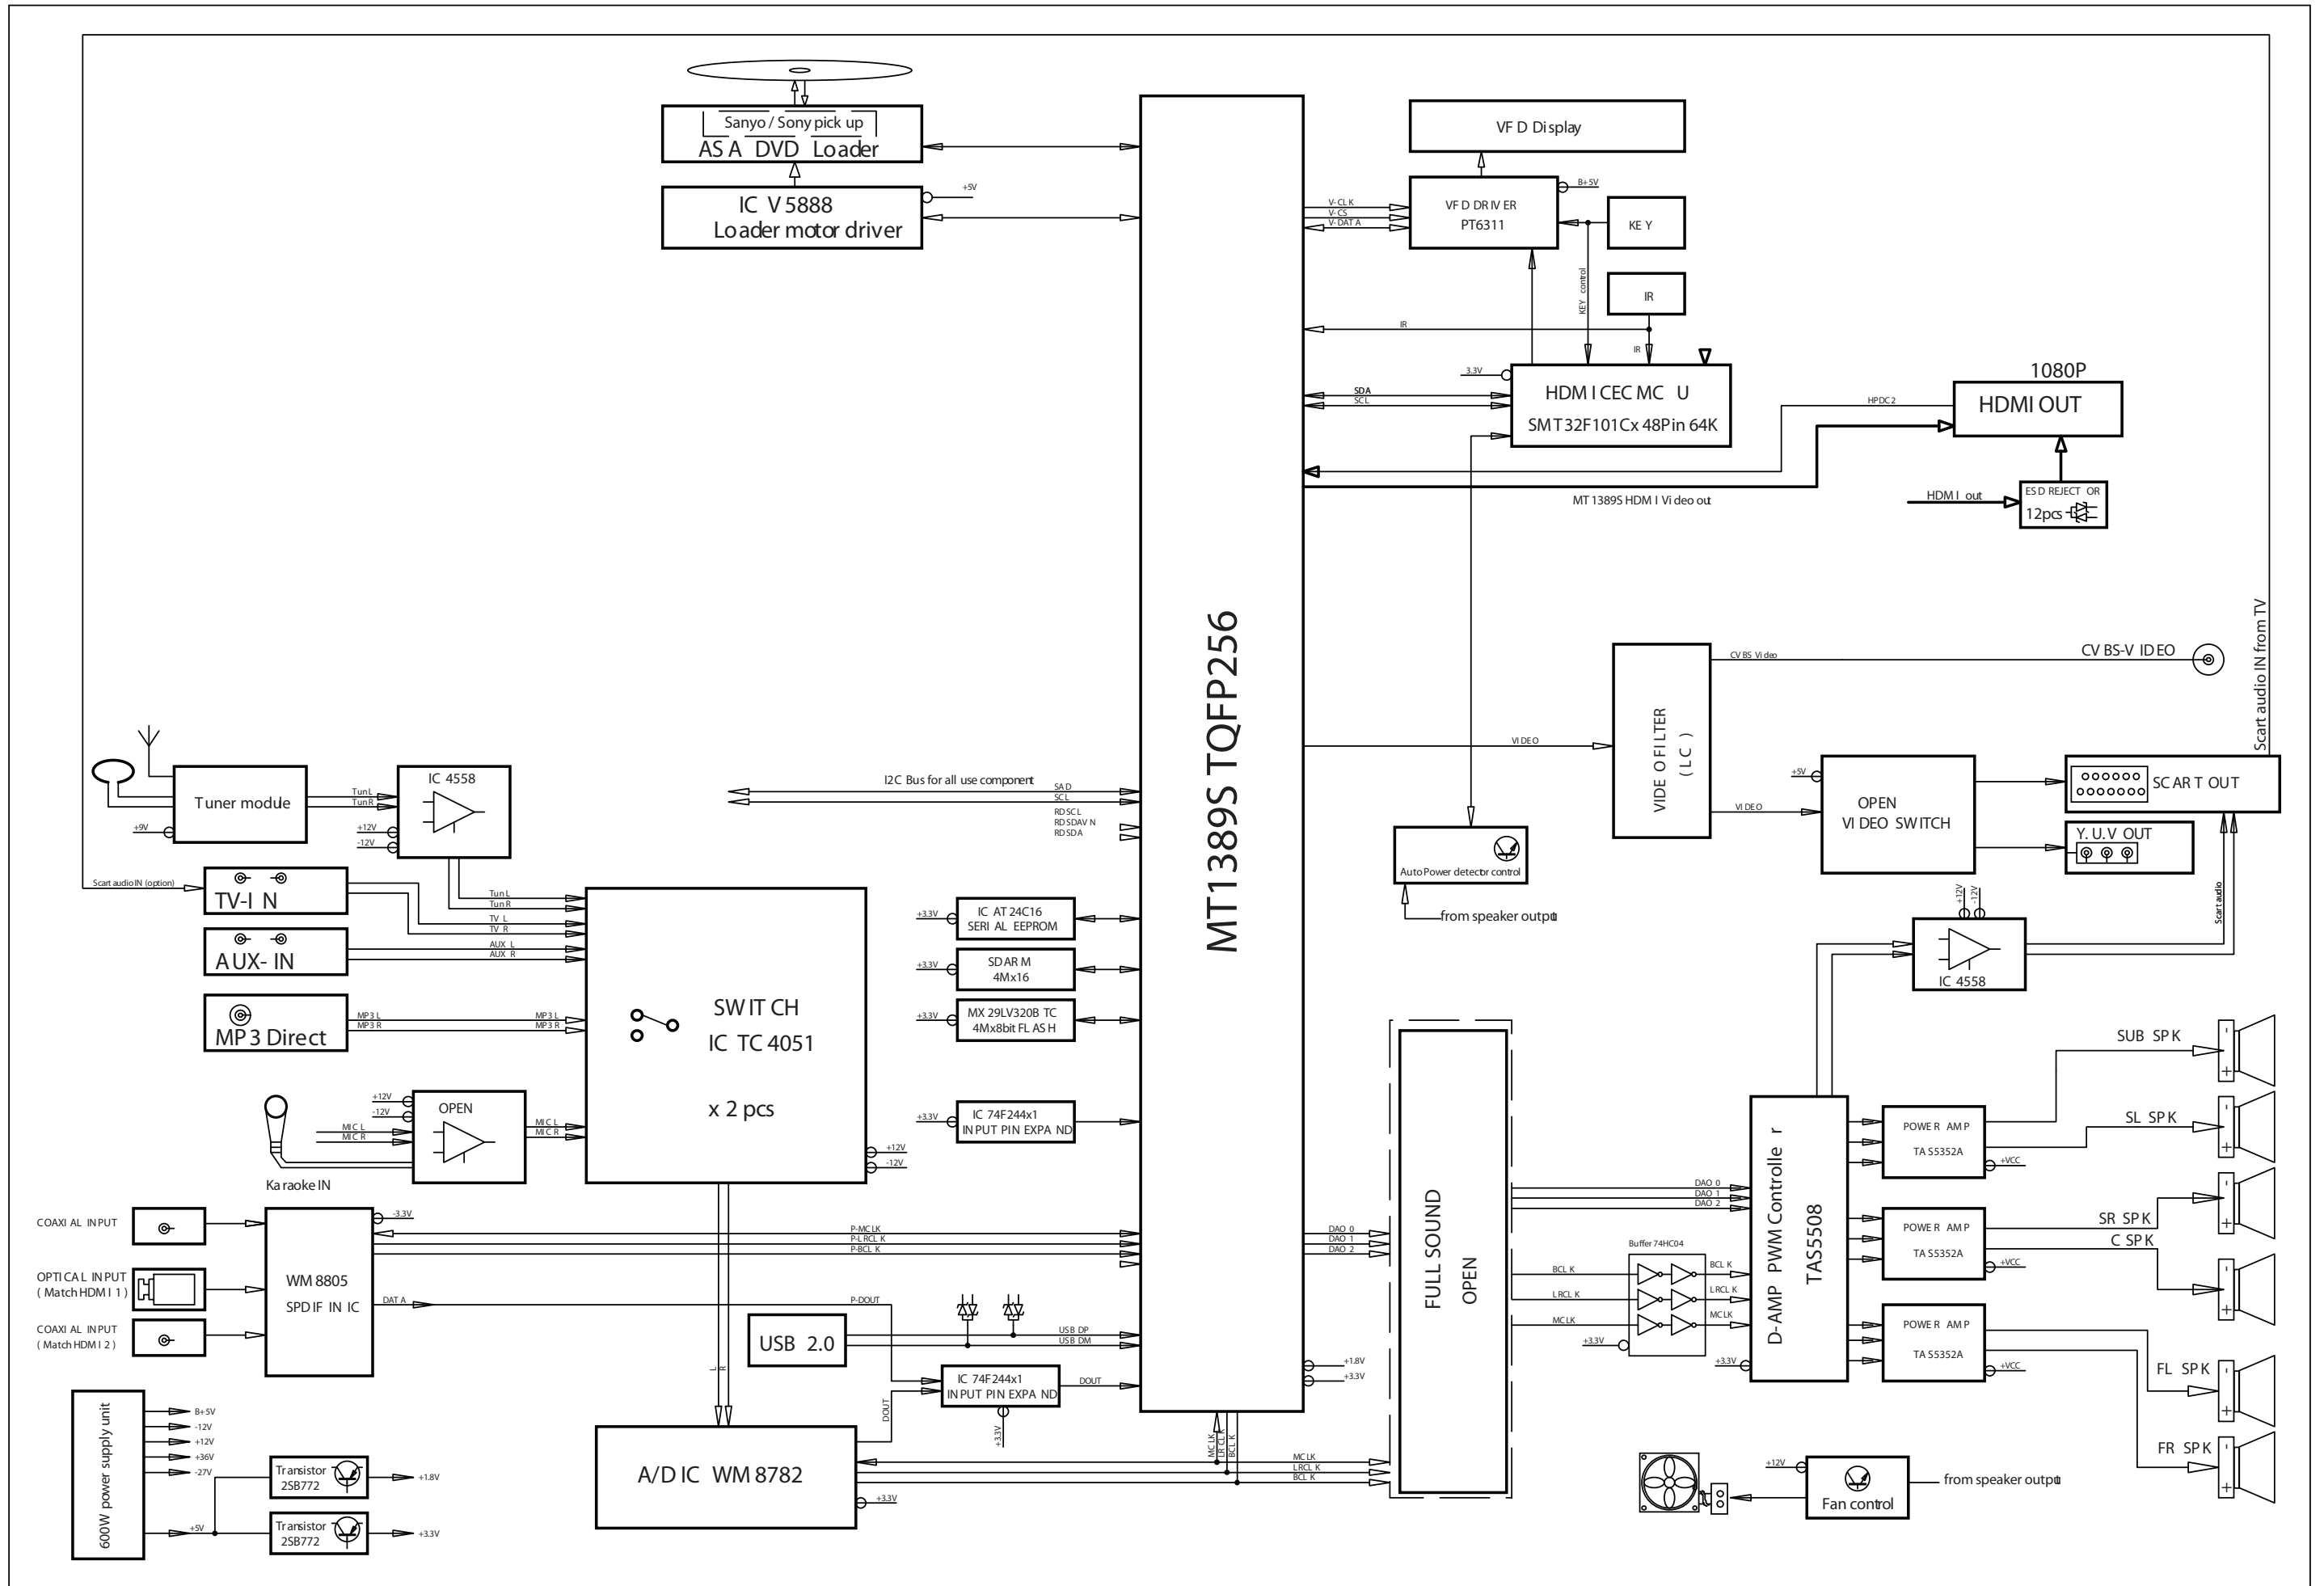 Sanyo / Sony pick up
ASA DVD Loader
IC V5888
Loader motor driver
+5V
MT1389S TQFP256
VFD Display
VFD DRIVER
PT6311
B+5V
KEY
IR
V-CLK
V-CS
V-DATA
KEY control
IR
IR
3.3V
SDA
SCL
HDMI CEC MCU
SMT32F101Cx 48Pin 64K
1080P
HDMI OUT
HPDC2
MT1389S HDMI Video out
HDMI out
ESD REJECTOR
12pcs
Scart audio IN from TV
CVBS Video
CVBS-VIDEO
VIDEO FILTER
(LC)
VIDEO
VIDEO
+5V
OPEN
VIDEO SWITCH
SCART OUT
Y.U.V OUT
Scart audio
+12V
-12V
IC 4558
Auto Power detector control
from speaker output
Tuner module
+9V
TunL
TunR
IC 4558
+12V
-12V
Scart audio IN (option)
TV-IN
AUX-IN
MP3 Direct
TunL
TunR
TV L
TV R
AUX L
AUX R
MP3 L
MP3 R
MP3 L
MP3 R
SWITCH
IC TC4051
x 2 pcs
+12V
-12V
I2C Bus for all use component
SAD
SCL
RDSCL
RDSDAVN
RDSDA
+3.3V
IC AT24C16
SERIAL EEPROM
+3.3V
SDARM
4Mx16
+3.3V
MX29LV320BTC
4Mx8bit FLASH
+3.3V
IC 74F244x1
INPUT PIN EXPAND
+12V
-12V
OPEN
MIC L
MIC R
MIC L
MIC R
Karaoke IN
COAXIAL INPUT
OPTICAL INPUT
(Match HDMI 1)
COAXIAL INPUT
(Match HDMI 2)
WM8805
SPDIF IN IC
-3.3V
P-MCLK
P-LRCLK
P-BCLK
DATA
P-DOUT
USB 2.0
USB DP
USB DM
L
R
IC 74F244x1
INPUT PIN EXPAND
DOUT
DOUT
+3.3V
A/D IC WM8782
+3.3V
MCLK
LRCLK
BCLK
MCLK
LRCLK
BCLK
+1.8V
+3.3V
DAO 0
DAO 1
DAO 2
FULL SOUND
OPEN
DAO 0
DAO 1
DAO 2
BCLK
LRCLK
MCLK
Buffer 74HC04
+3.3V
BCLK
LRCLK
MCLK
D-AMP PWM Controller
TAS5508
+3.3V
POWER AMP
TAS5352A
+VCC
POWER AMP
TAS5352A
+VCC
POWER AMP
TAS5352A
+VCC
SUB SPK
SL SPK
SR SPK
C SPK
FL SPK
FR SPK
-
+
-
+
-
+
-
+
-
+
-
+
+12V
Fan control
from speaker output
600W power supply unit
B+5V
-12V
+12V
+36V
-27V
+5V
Transistor
2SB772
+1.8V
Transistor
2SB772
+3.3V